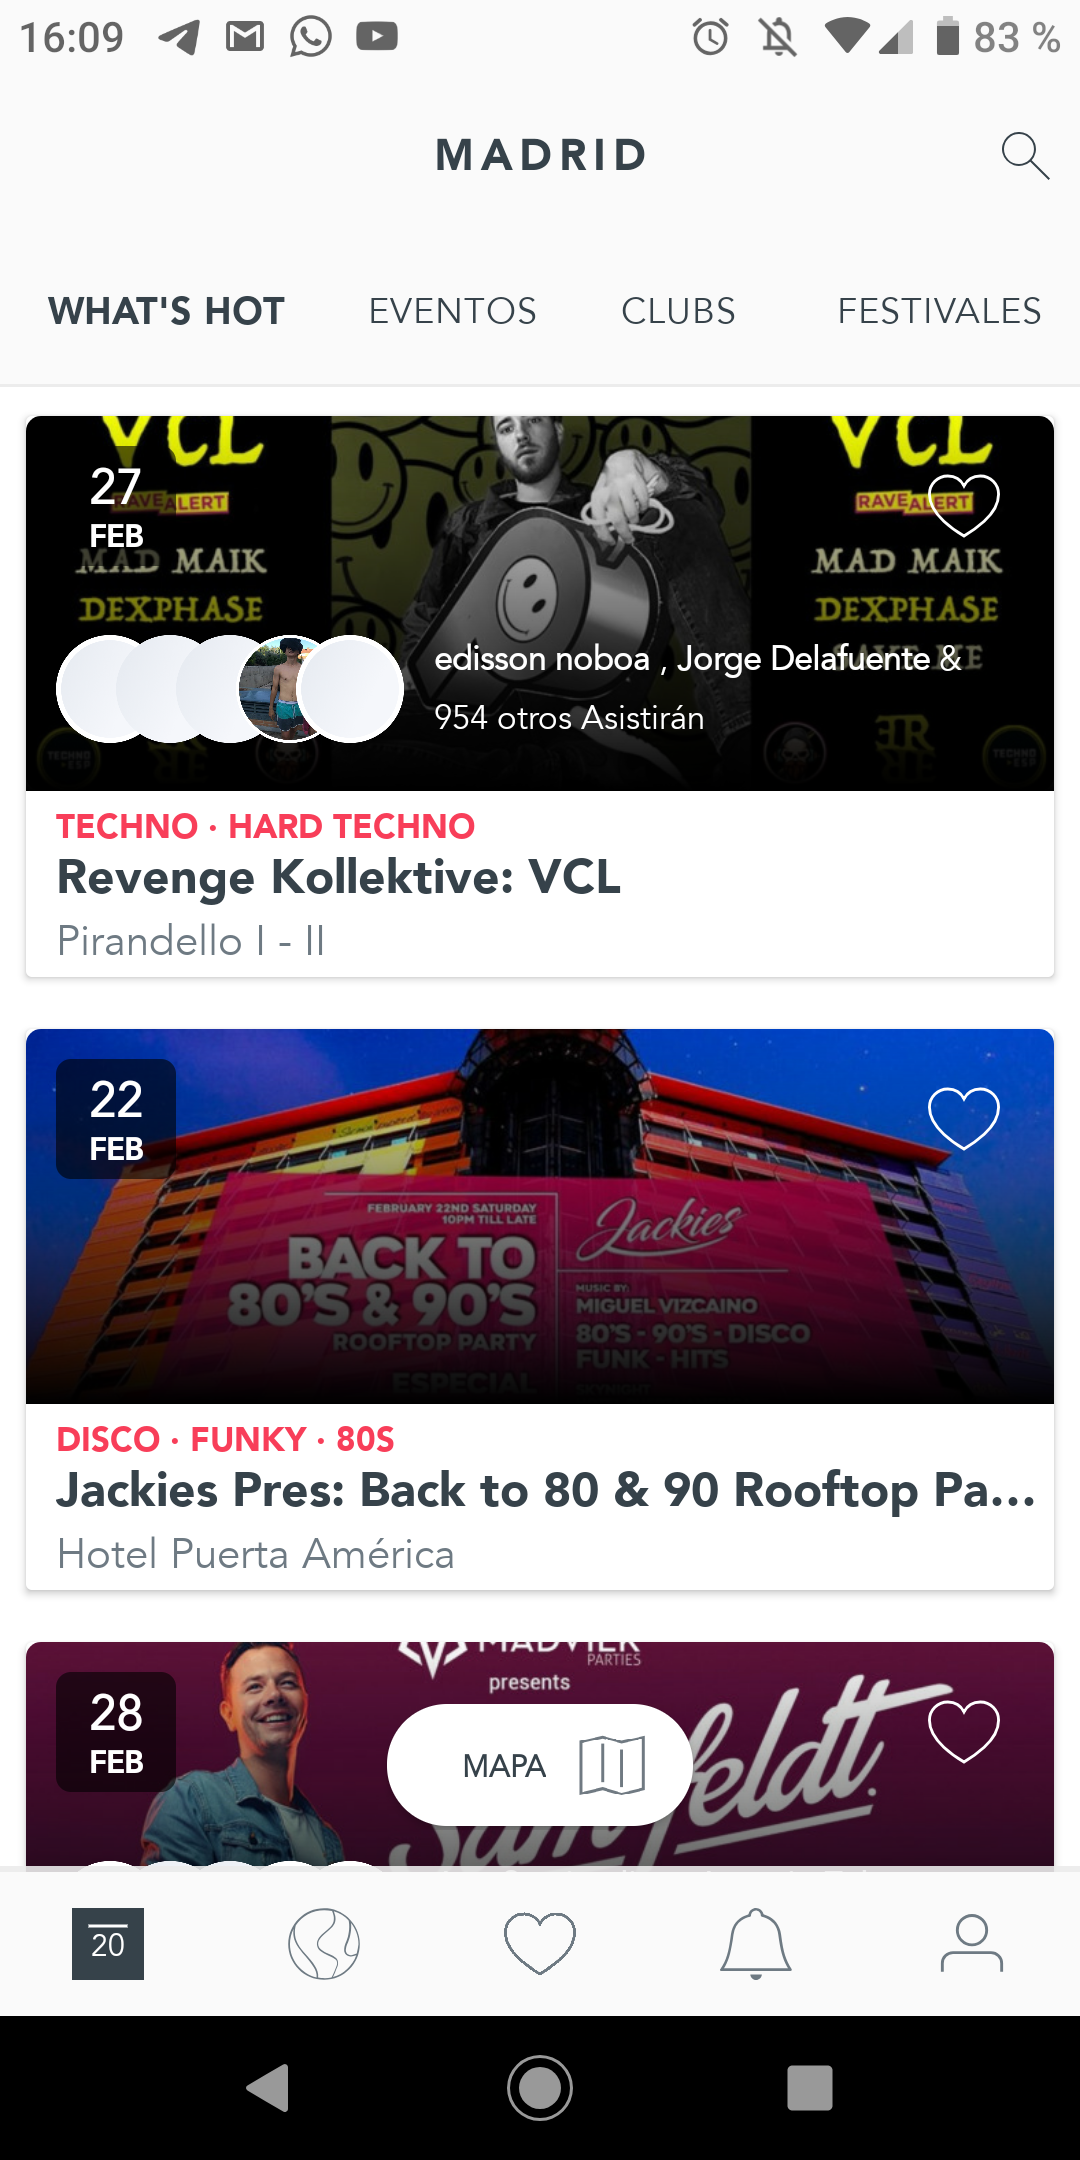 16:09
83 %
MADRID
WHAT'S HOT
EVENTOS
CLUBS
FESTIVALES
VCL
VCL
27
FEB
RAVE ALERT
RAVE ALERT
MAD MAIK
MAD MAIK
DEXPHASE
DEXPHASE
edisson noboa , Jorge Delafuente &
954 otros Asistirán
TECHNO
TECHNO
TECHNO · HARD TECHNO
Revenge Kollektive: VCL
Pirandello I - II
22
FEB
FEBRUARY 22ND SATURDAY
10PM TILL LATE
BACK TO
80'S & 90'S
ROOFTOP PARTY
ESPECIAL
Jackies
MUSIC BY:
MIGUEL VIZCAINO
80'S - 90'S - DISCO
FUNK - HITS
SKYNIGHT
DISCO · FUNKY · 80S
Jackies Pres: Back to 80 & 90 Rooftop Pa...
Hotel Puerta América
28
FEB
PARTIES
presents
feldt.
MAPA
20